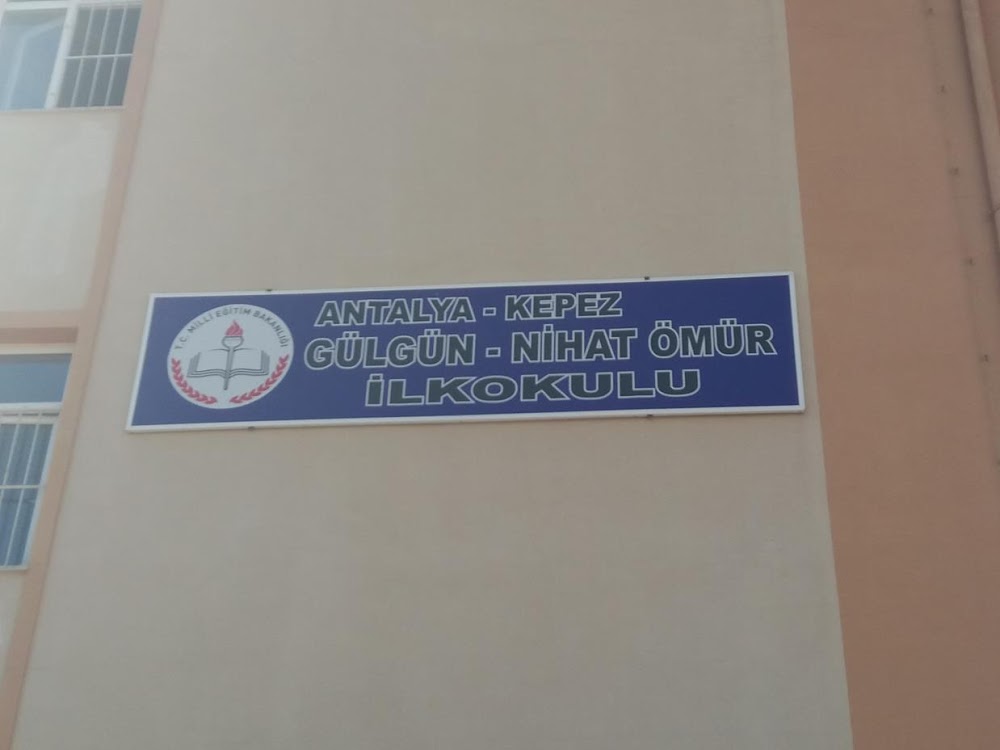 T.C. MİLLİ EĞİTİM BAKANLIĞI
ANTALYA - KEPEZ
GÜLGÜN - NİHAT ÖMÜR
İLKOKULU